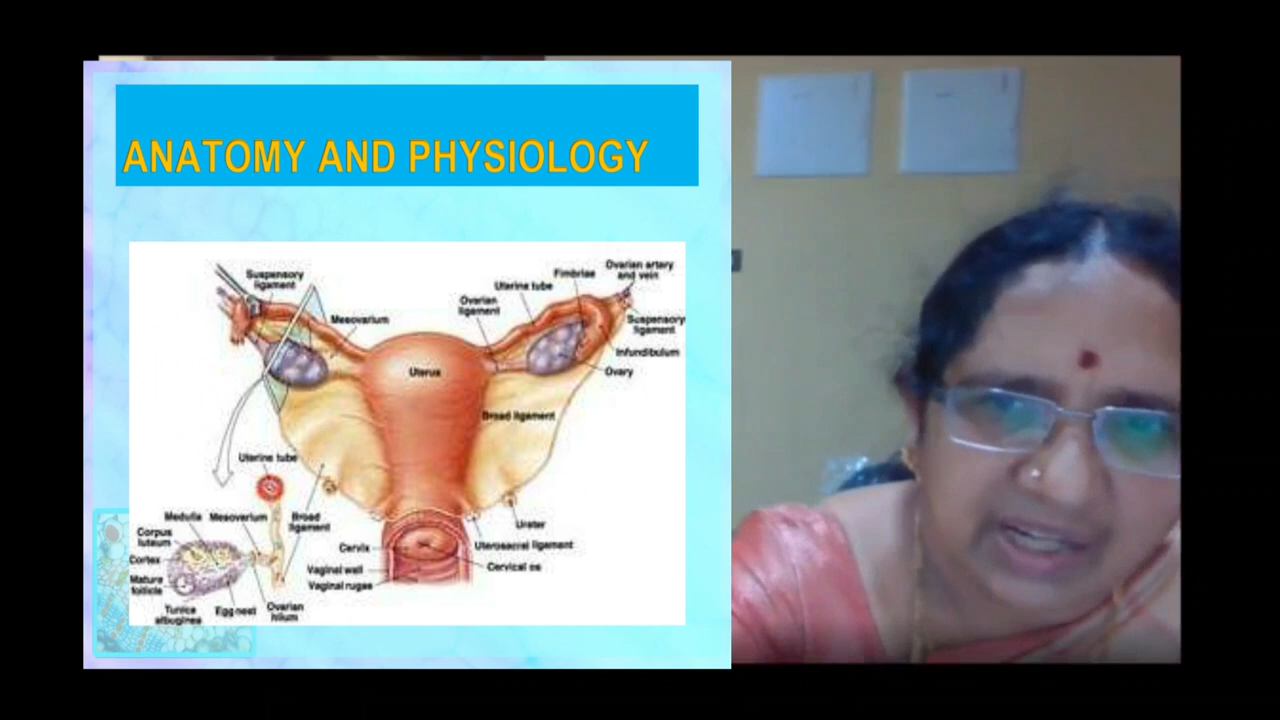 ANATOMY AND PHYSIOLOGY
Suspensory
ligament
Mesovarium
Ovarian
ligament
Uterine tube
Fimbriae
Ovarian artery
and vein
Suspensory
ligament
Infundibulum
Ovary
Uterus
Broad ligament
Uterine tube
Medulla
Mesovarium
Broad
ligament
Corpus
luteum
Cortex
Mature
follicle
Tunica
albuginea
Egg nest
Ovarian
hilum
Cervix
Vaginal wall
Vaginal rugae
Ureter
Uterosacral ligament
Cervical os